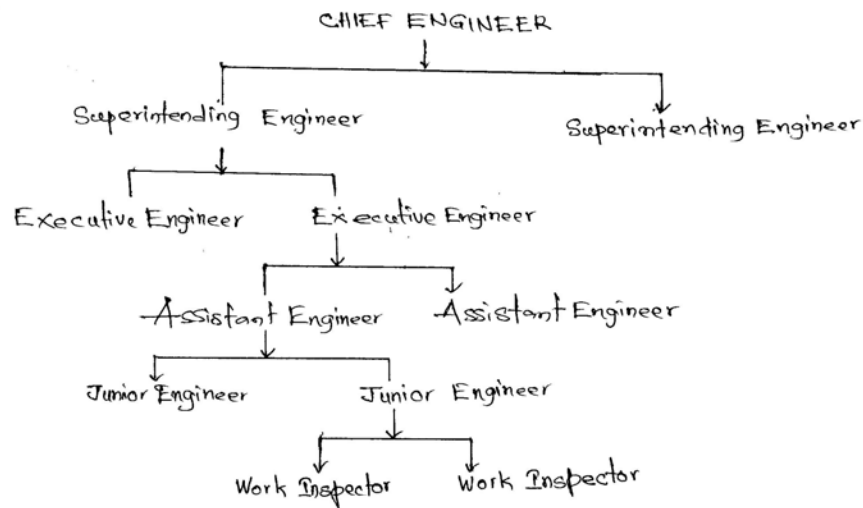 CHIEF ENGINEER
Superintending Engineer Superintending Engineer
Executive Engineer Executive Engineer
Assistant Engineer Assistant Engineer
Junior Engineer Junior Engineer
Work Inspector Work Inspector